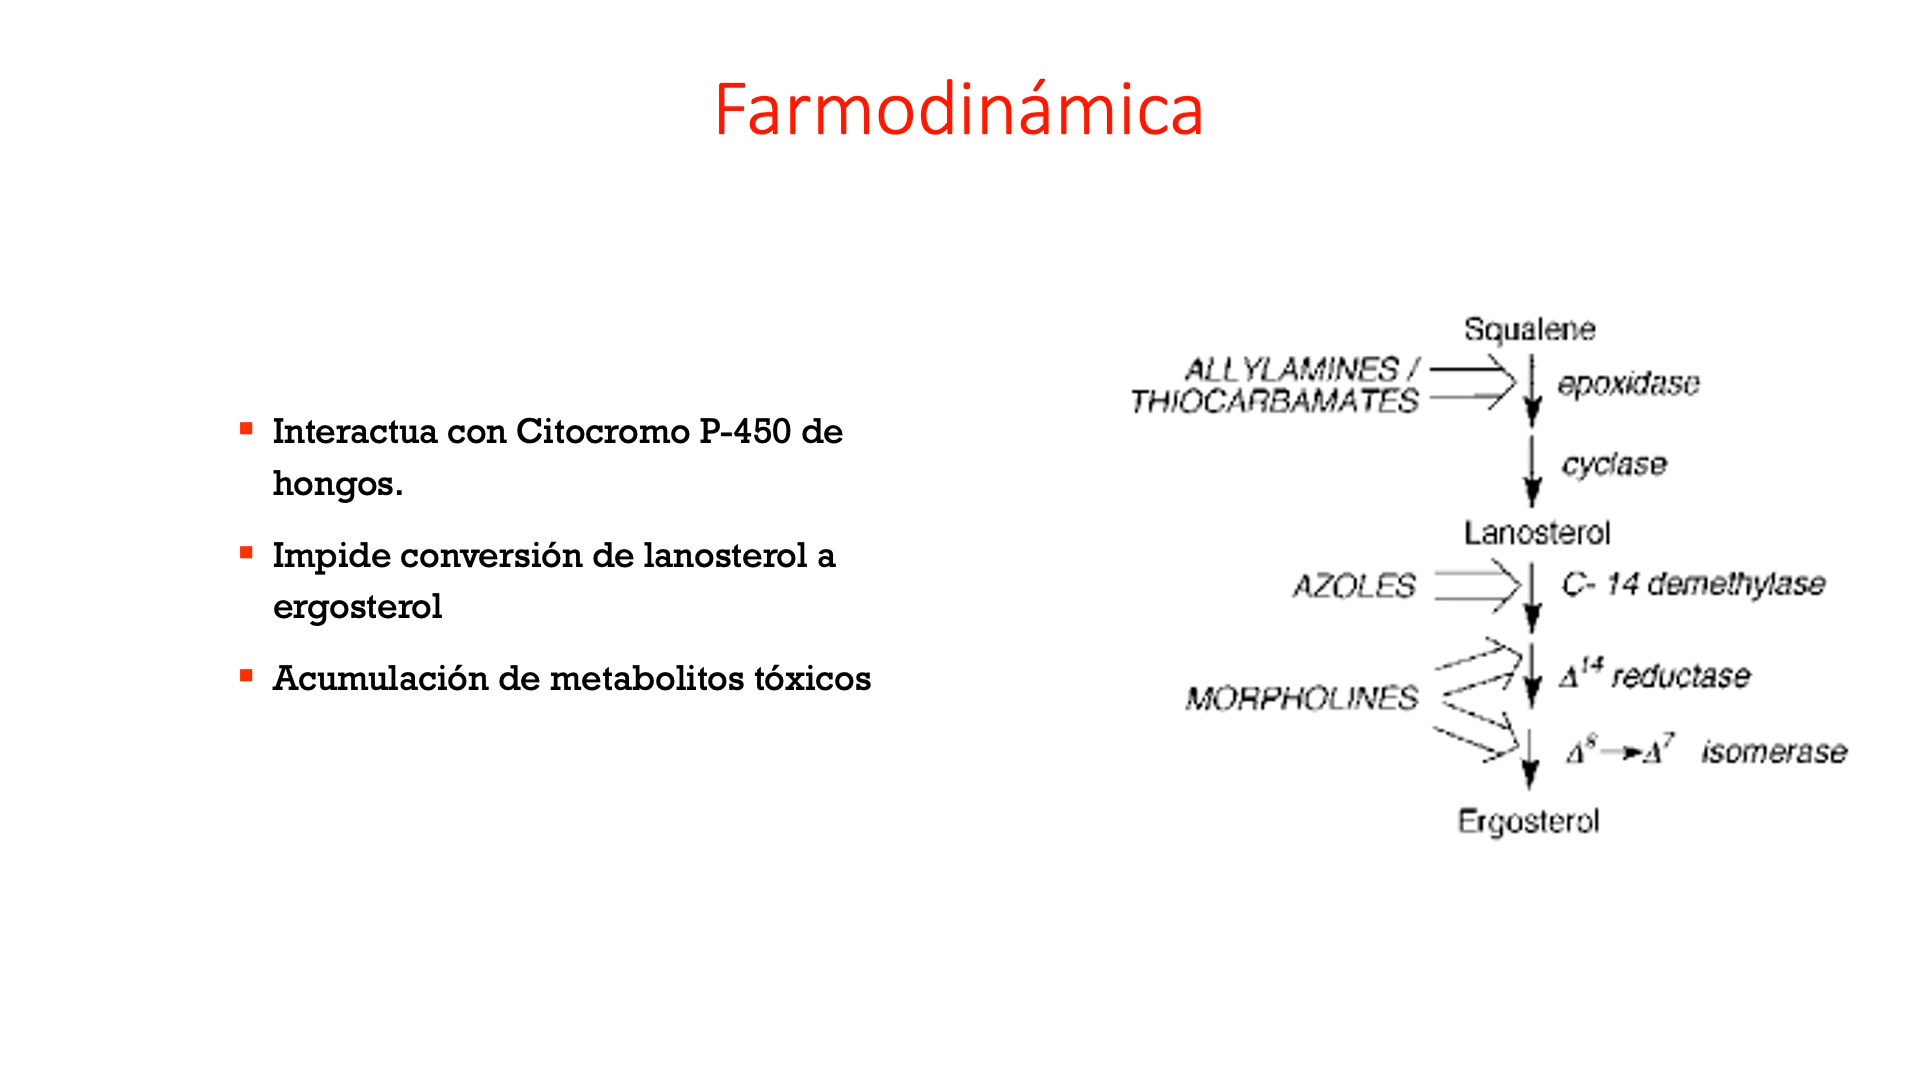 Farmodinámica
Interactua con Citocromo P-450 de
hongos.
Impide conversión de lanosterol a
ergosterol
Acumulación de metabolitos tóxicos
Squalene
ALLYLAMINES /
THIOCARBAMATES
epoxidase
cyclase
Lanosterol
AZOLES
C- 14 demethylase
Δ14 reductase
MORPHOLINES
Δ8 → Δ7 isomerase
Ergosterol